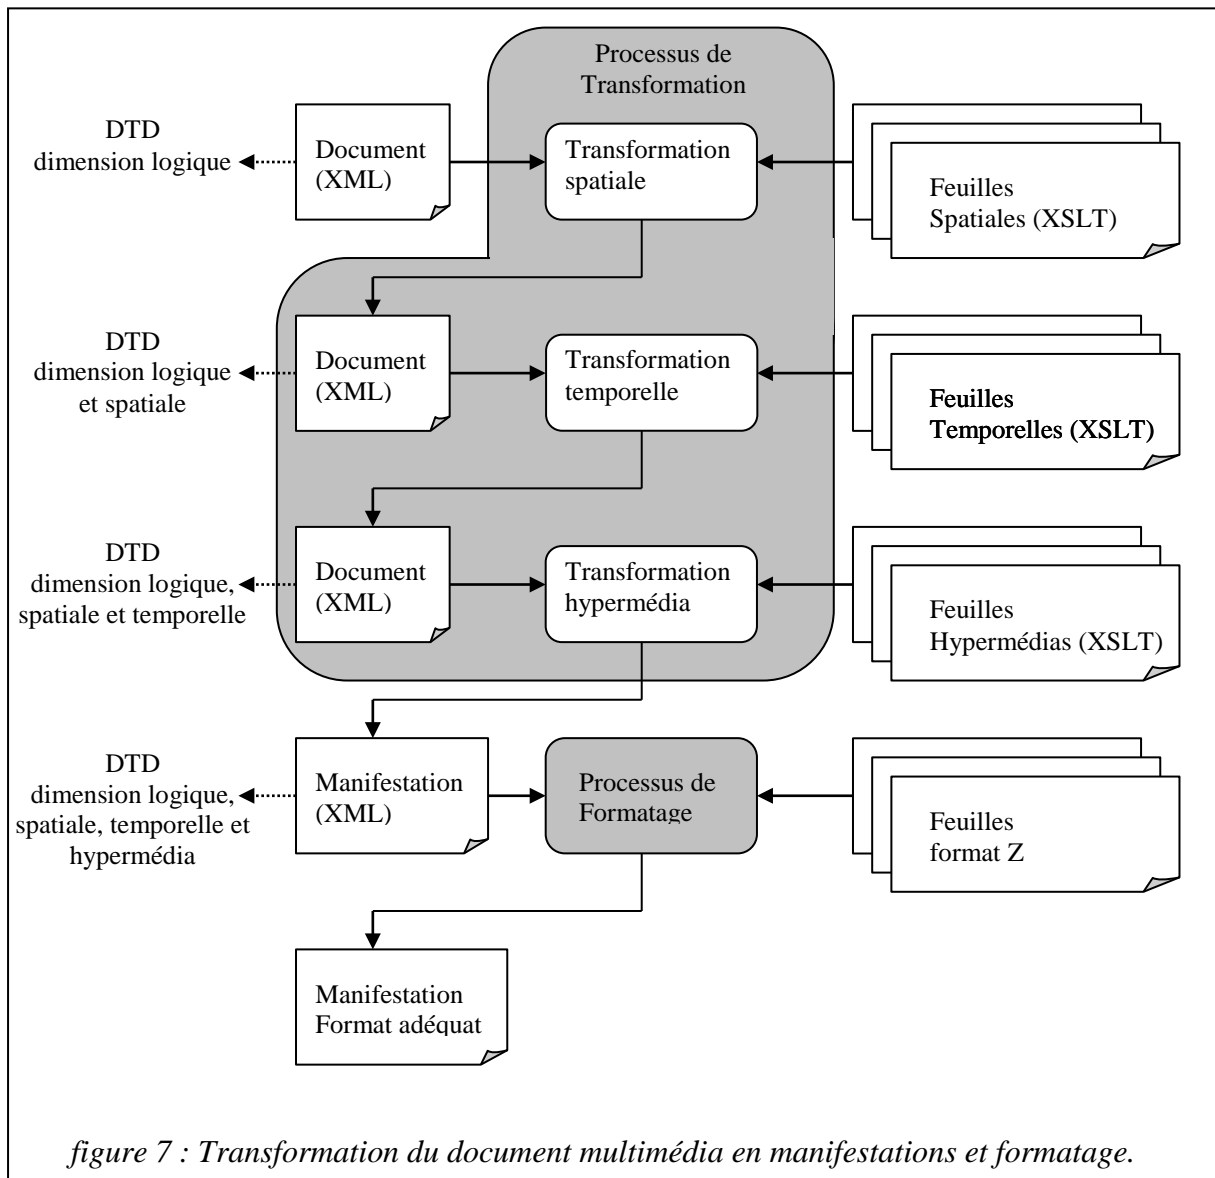 Processus de
Transformation
DTD
dimension logique
Document
(XML)
Transformation
spatiale
Feuilles
Spatiales (XSLT)
DTD
dimension logique
et spatiale
Document
(XML)
Transformation
temporelle
Feuilles
Temporelles (XSLT)
DTD
dimension logique,
spatiale et temporelle
Document
(XML)
Transformation
hypermédia
Feuilles
Hypermédias (XSLT)
DTD
dimension logique,
spatiale, temporelle et
hypermédia
Manifestation
(XML)
Processus de
Formatage
Feuilles
format Z
Manifestation
Format adéquat
figure 7 : Transformation du document multimédia en manifestations et formatage.